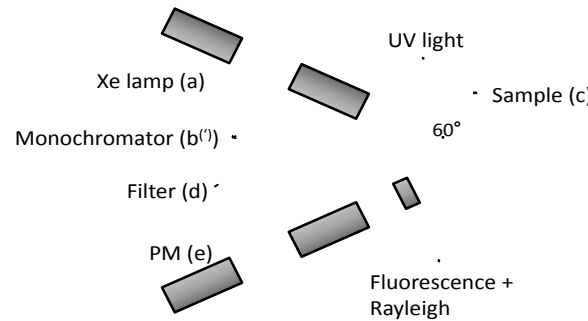 UV light
Xe lamp (a)
Sample (c)
Monochromator (b(‘))
60°
Filter (d)
PM (e)
Fluorescence +
Rayleigh